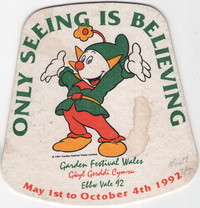 ONLY SEEING IS BELIEVING
Garden Festival Wales
Gŵyl Gerddi Cymru
Ebbw Vale 92
May 1st to October 4th 1992